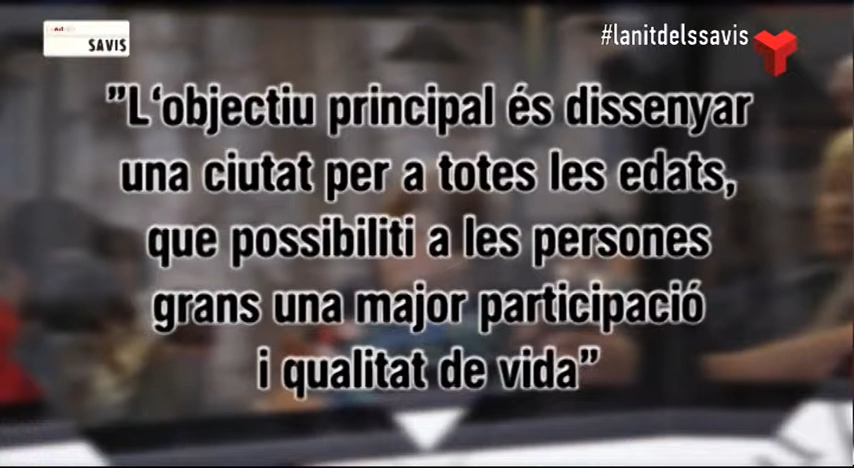 SAVIS
#lanitdelssavis
"L'objectiu principal és dissenyar
una ciutat per a totes les edats,
que possibiliti a les persones
grans una major participació
i qualitat de vida"